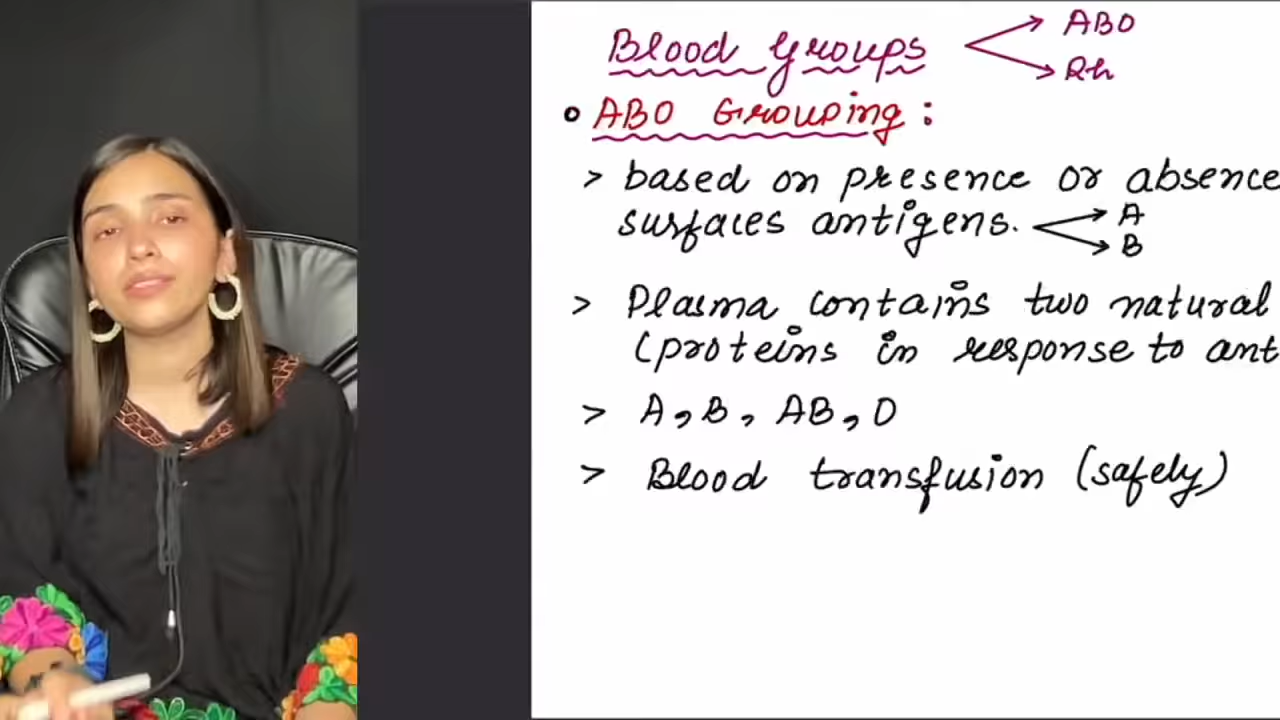 Blood Groups
ABO
Rh
• ABO Grouping :
> based on presence or absence
surfaces antigens.
A
B
> Plasma contains two natural
(proteins in response to ant
> A, B, AB, O
> Blood transfusion (safely)